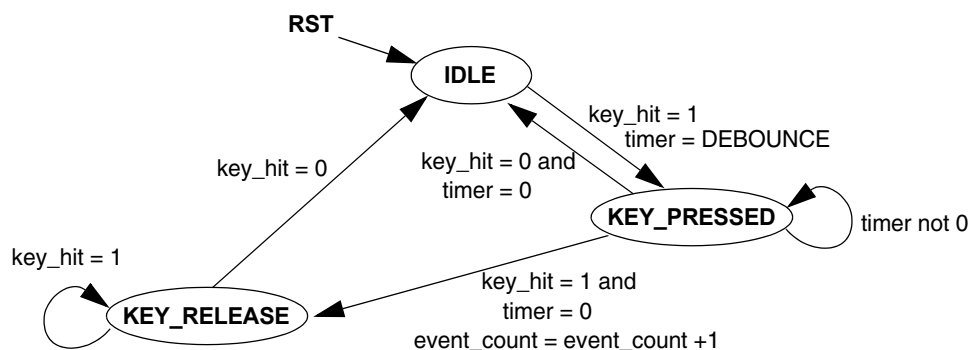 RST
IDLE
key_hit = 1
timer = DEBOUNCE
key_hit = 0
key_hit = 0 and
timer = 0
KEY_PRESSED
timer not 0
key_hit = 1
key_hit = 1 and
timer = 0
event_count = event_count +1
KEY_RELEASE